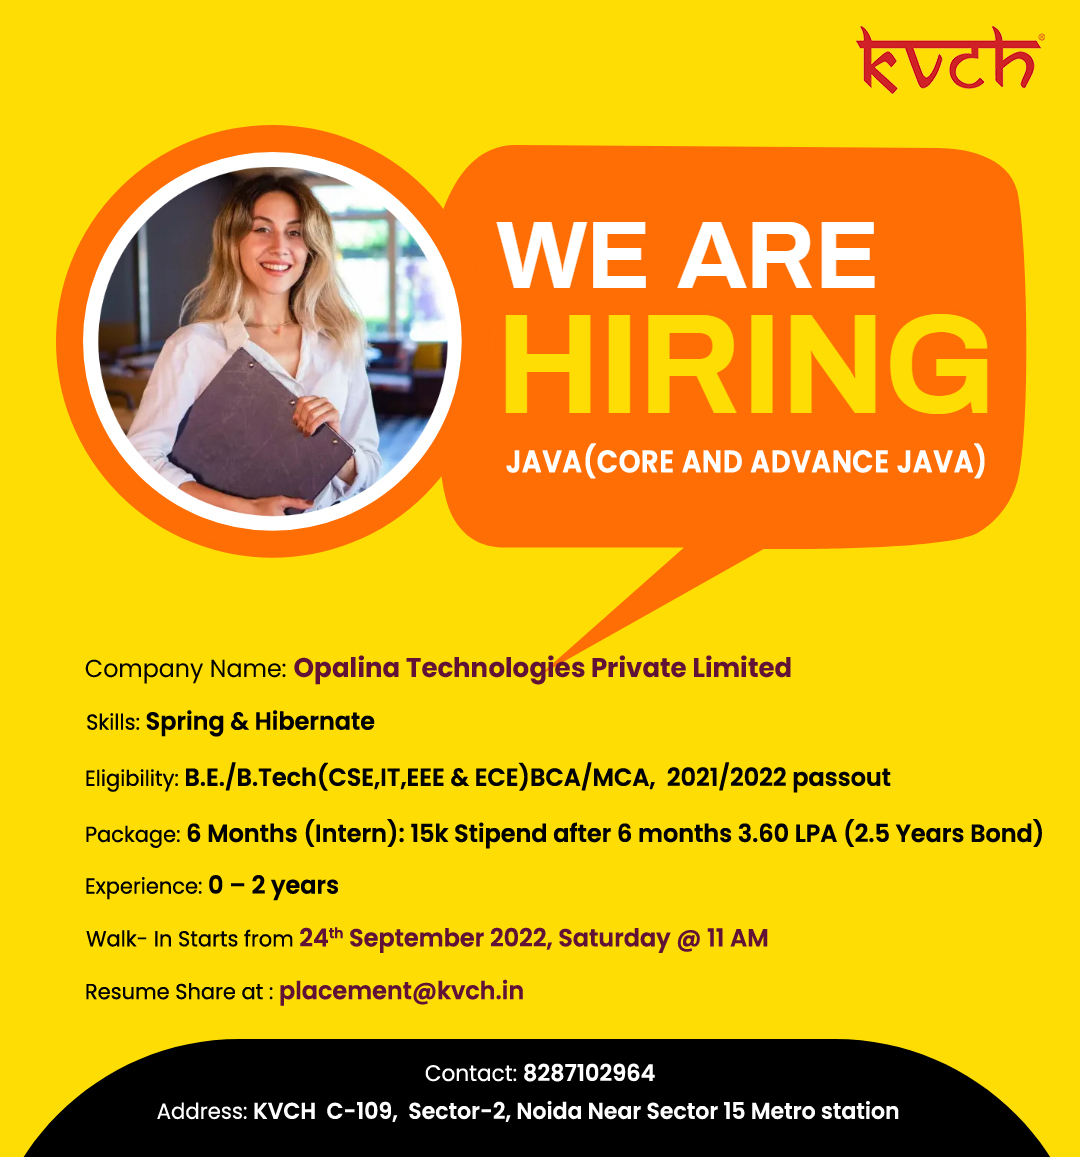 kvch®
WE ARE
HIRING
JAVA(CORE AND ADVANCE JAVA)
Company Name: Opalina Technologies Private Limited
Skills: Spring & Hibernate
Eligibility: B.E./B.Tech(CSE,IT,EEE & ECE)BCA/MCA, 2021/2022 passout
Package: 6 Months (Intern): 15k Stipend after 6 months 3.60 LPA (2.5 Years Bond)
Experience: 0 – 2 years
Walk- In Starts from 24th September 2022, Saturday @ 11 AM
Resume Share at : placement@kvch.in
Contact: 8287102964
Address: KVCH C-109, Sector-2, Noida Near Sector 15 Metro station